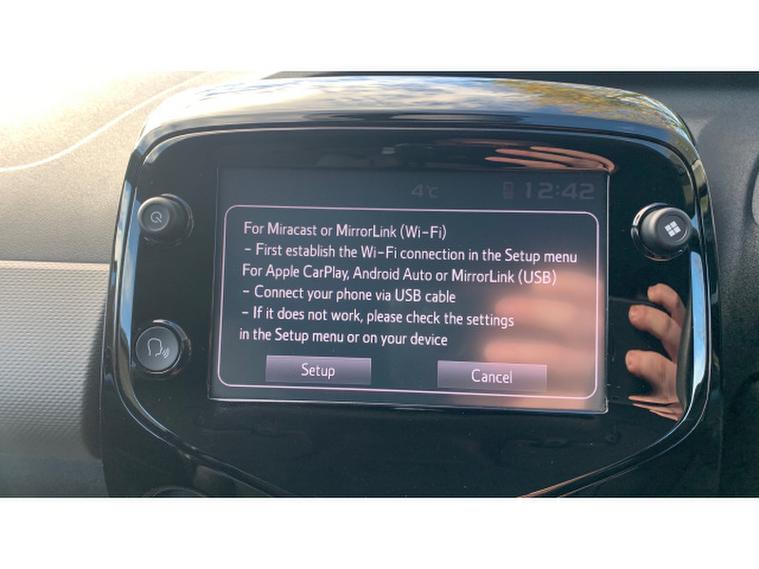 4°C 12:42
For Miracast or MirrorLink (Wi-Fi)
- First establish the Wi-Fi connection in the Setup menu
For Apple CarPlay, Android Auto or MirrorLink (USB)
- Connect your phone via USB cable
- If it does not work, please check the settings
in the Setup menu or on your device
Setup Cancel